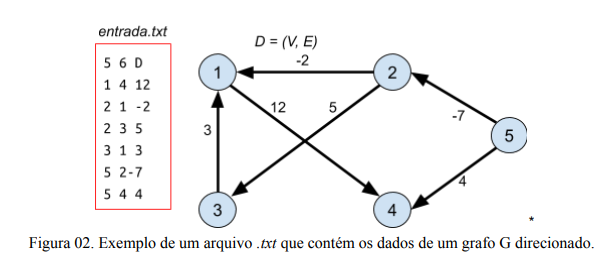 entrada.txt
5 6 D
1 4 12
2 1 -2
2 3 5
3 1 3
5 2-7
5 4 4
D = (V, E)
-2
1
2
12
5
-7
5
3
4
3
4
*
Figura 02. Exemplo de um arquivo .txt que contém os dados de um grafo G direcionado.